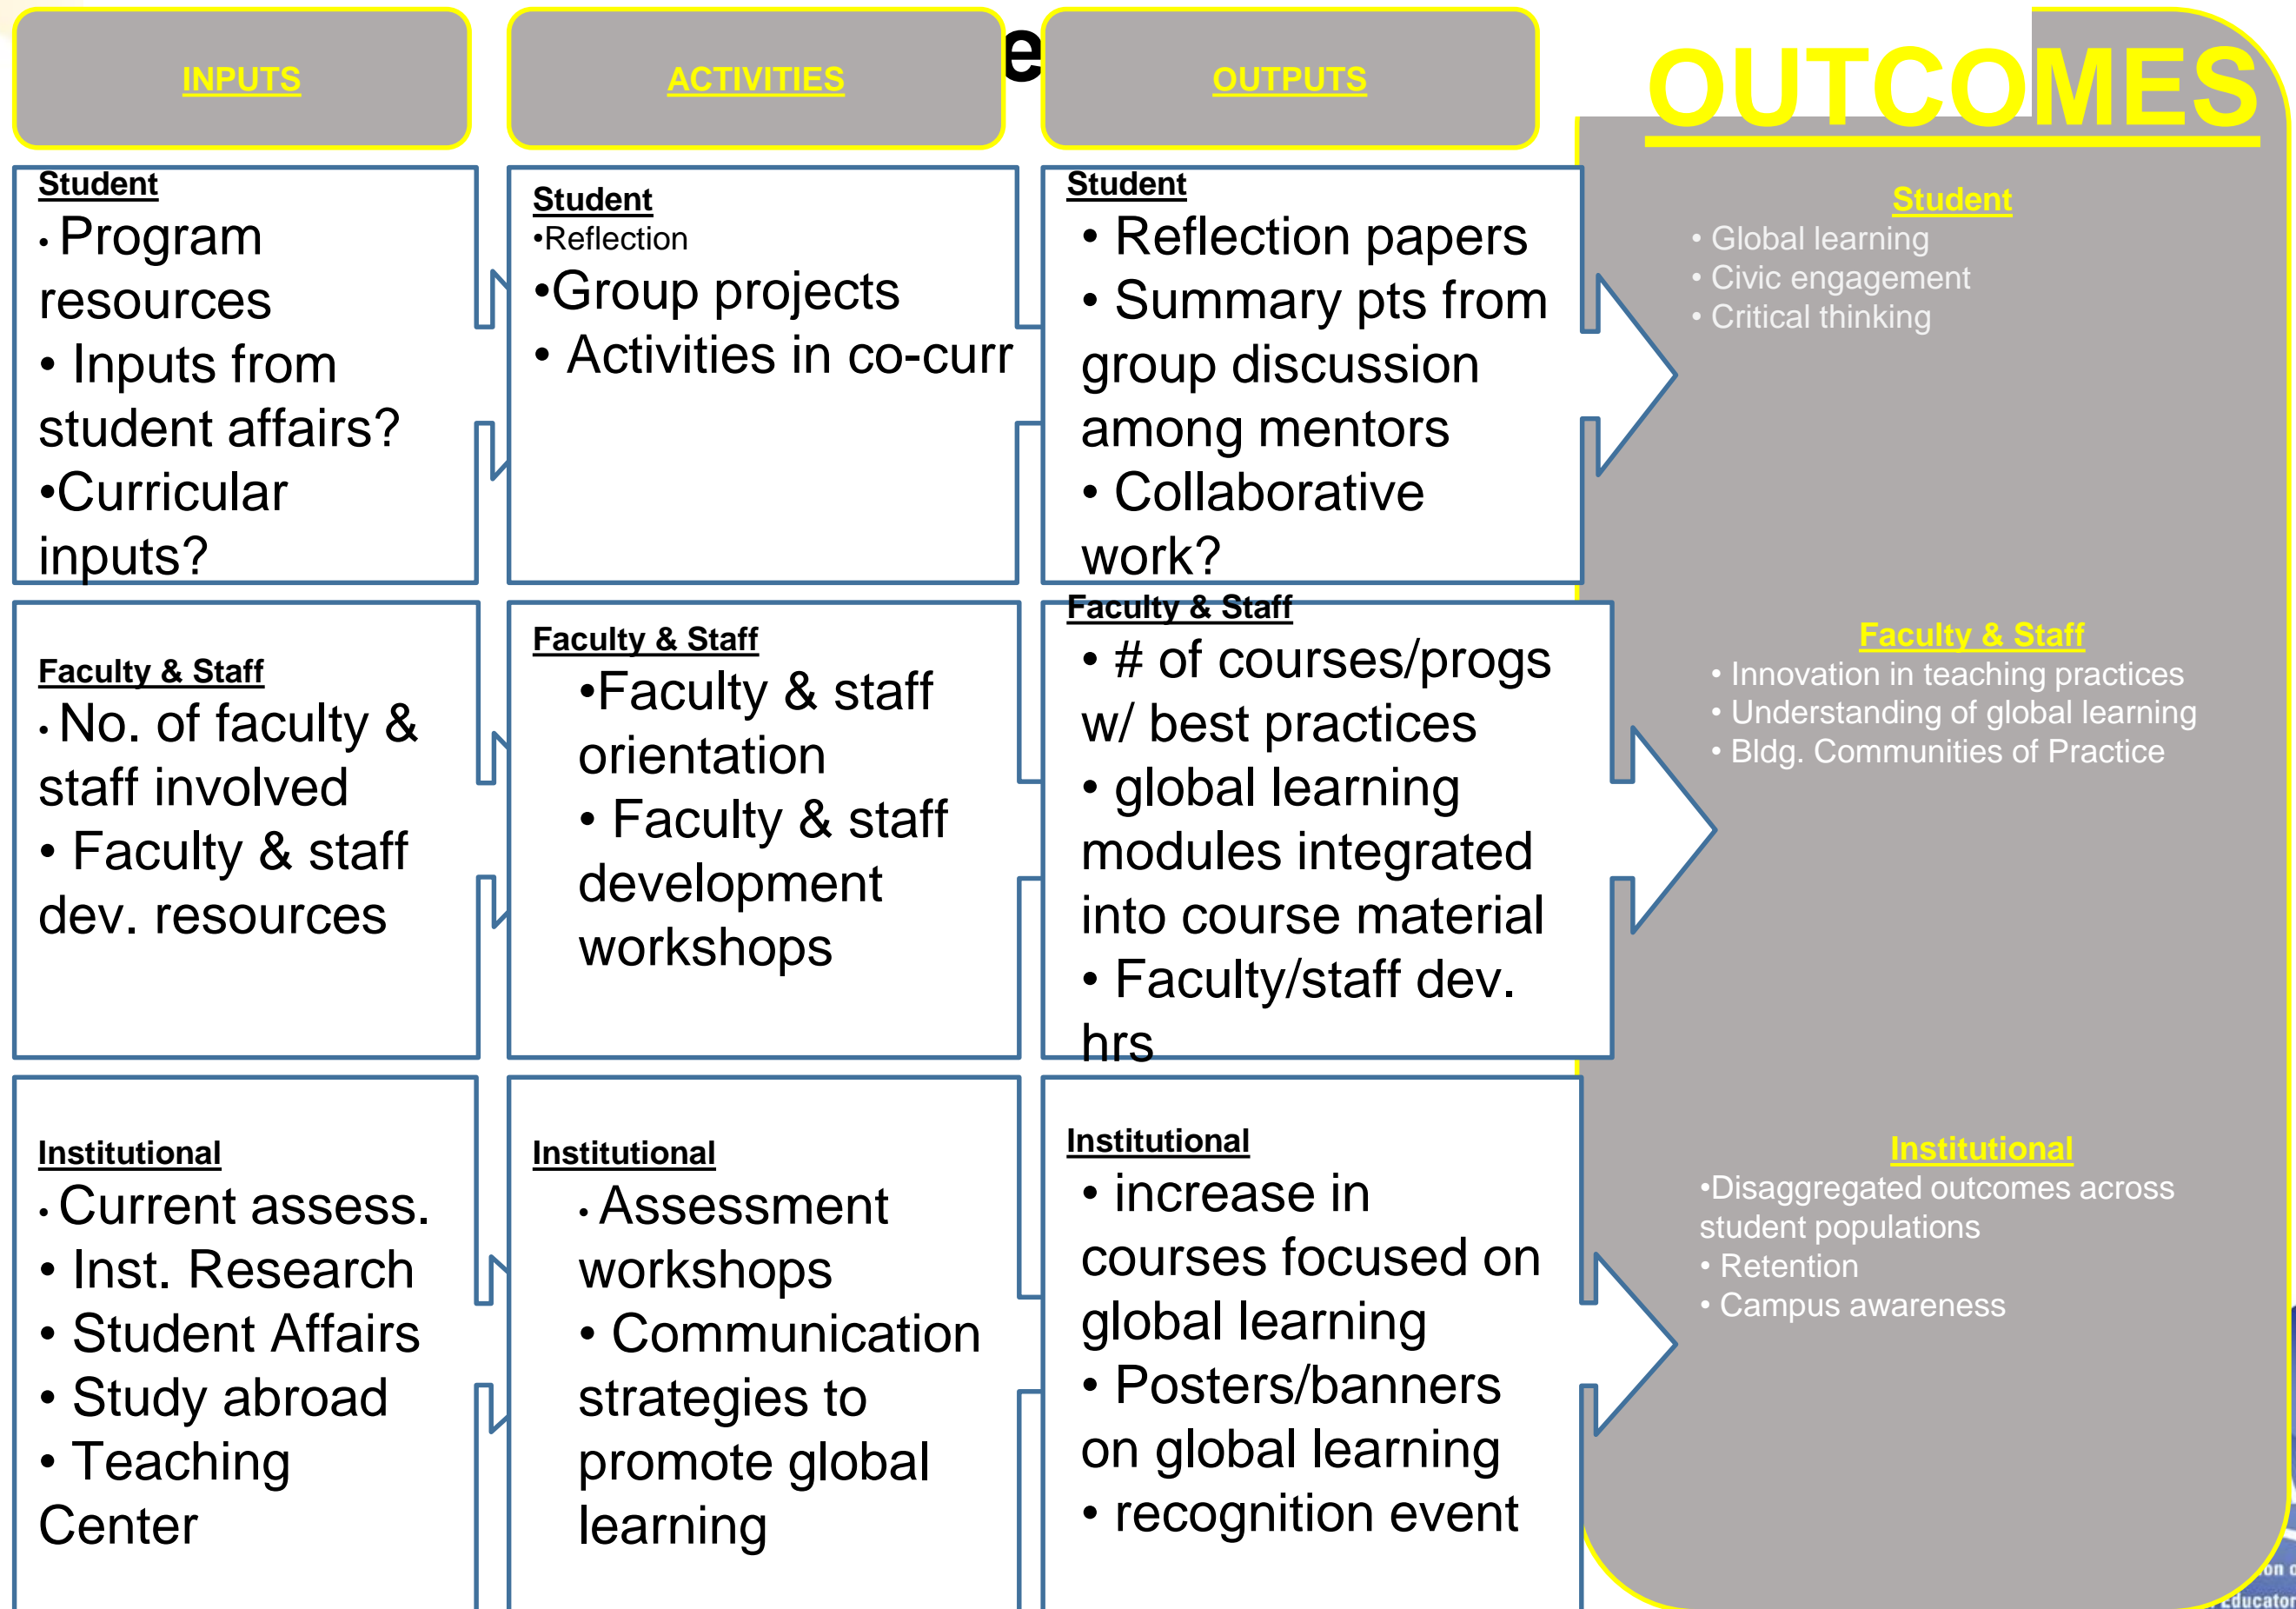 INPUTS
ACTIVITIES
e
OUTPUTS
OUTCOMES
Student
• Program
resources
• Inputs from
student affairs?
•Curricular
inputs?
Student
•Reflection
•Group projects
• Activities in co-curr
Student
• Reflection papers
• Summary pts from
group discussion
among mentors
• Collaborative
work?
Student
• Global learning
• Civic engagement
• Critical thinking
Faculty & Staff
• No. of faculty &
staff involved
• Faculty & staff
dev. resources
Faculty & Staff
•Faculty & staff
orientation
• Faculty & staff
development
workshops
Faculty & Staff
• # of courses/progs
w/ best practices
• global learning
modules integrated
into course material
• Faculty/staff dev.
hrs
Faculty & Staff
• Innovation in teaching practices
• Understanding of global learning
• Bldg. Communities of Practice
Institutional
• Current assess.
• Inst. Research
• Student Affairs
• Study abroad
• Teaching
Center
Institutional
• Assessment
workshops
• Communication
strategies to
promote global
learning
Institutional
• increase in
courses focused on
global learning
• Posters/banners
on global learning
• recognition event
Institutional
•Disaggregated outcomes across
student populations
• Retention
• Campus awareness